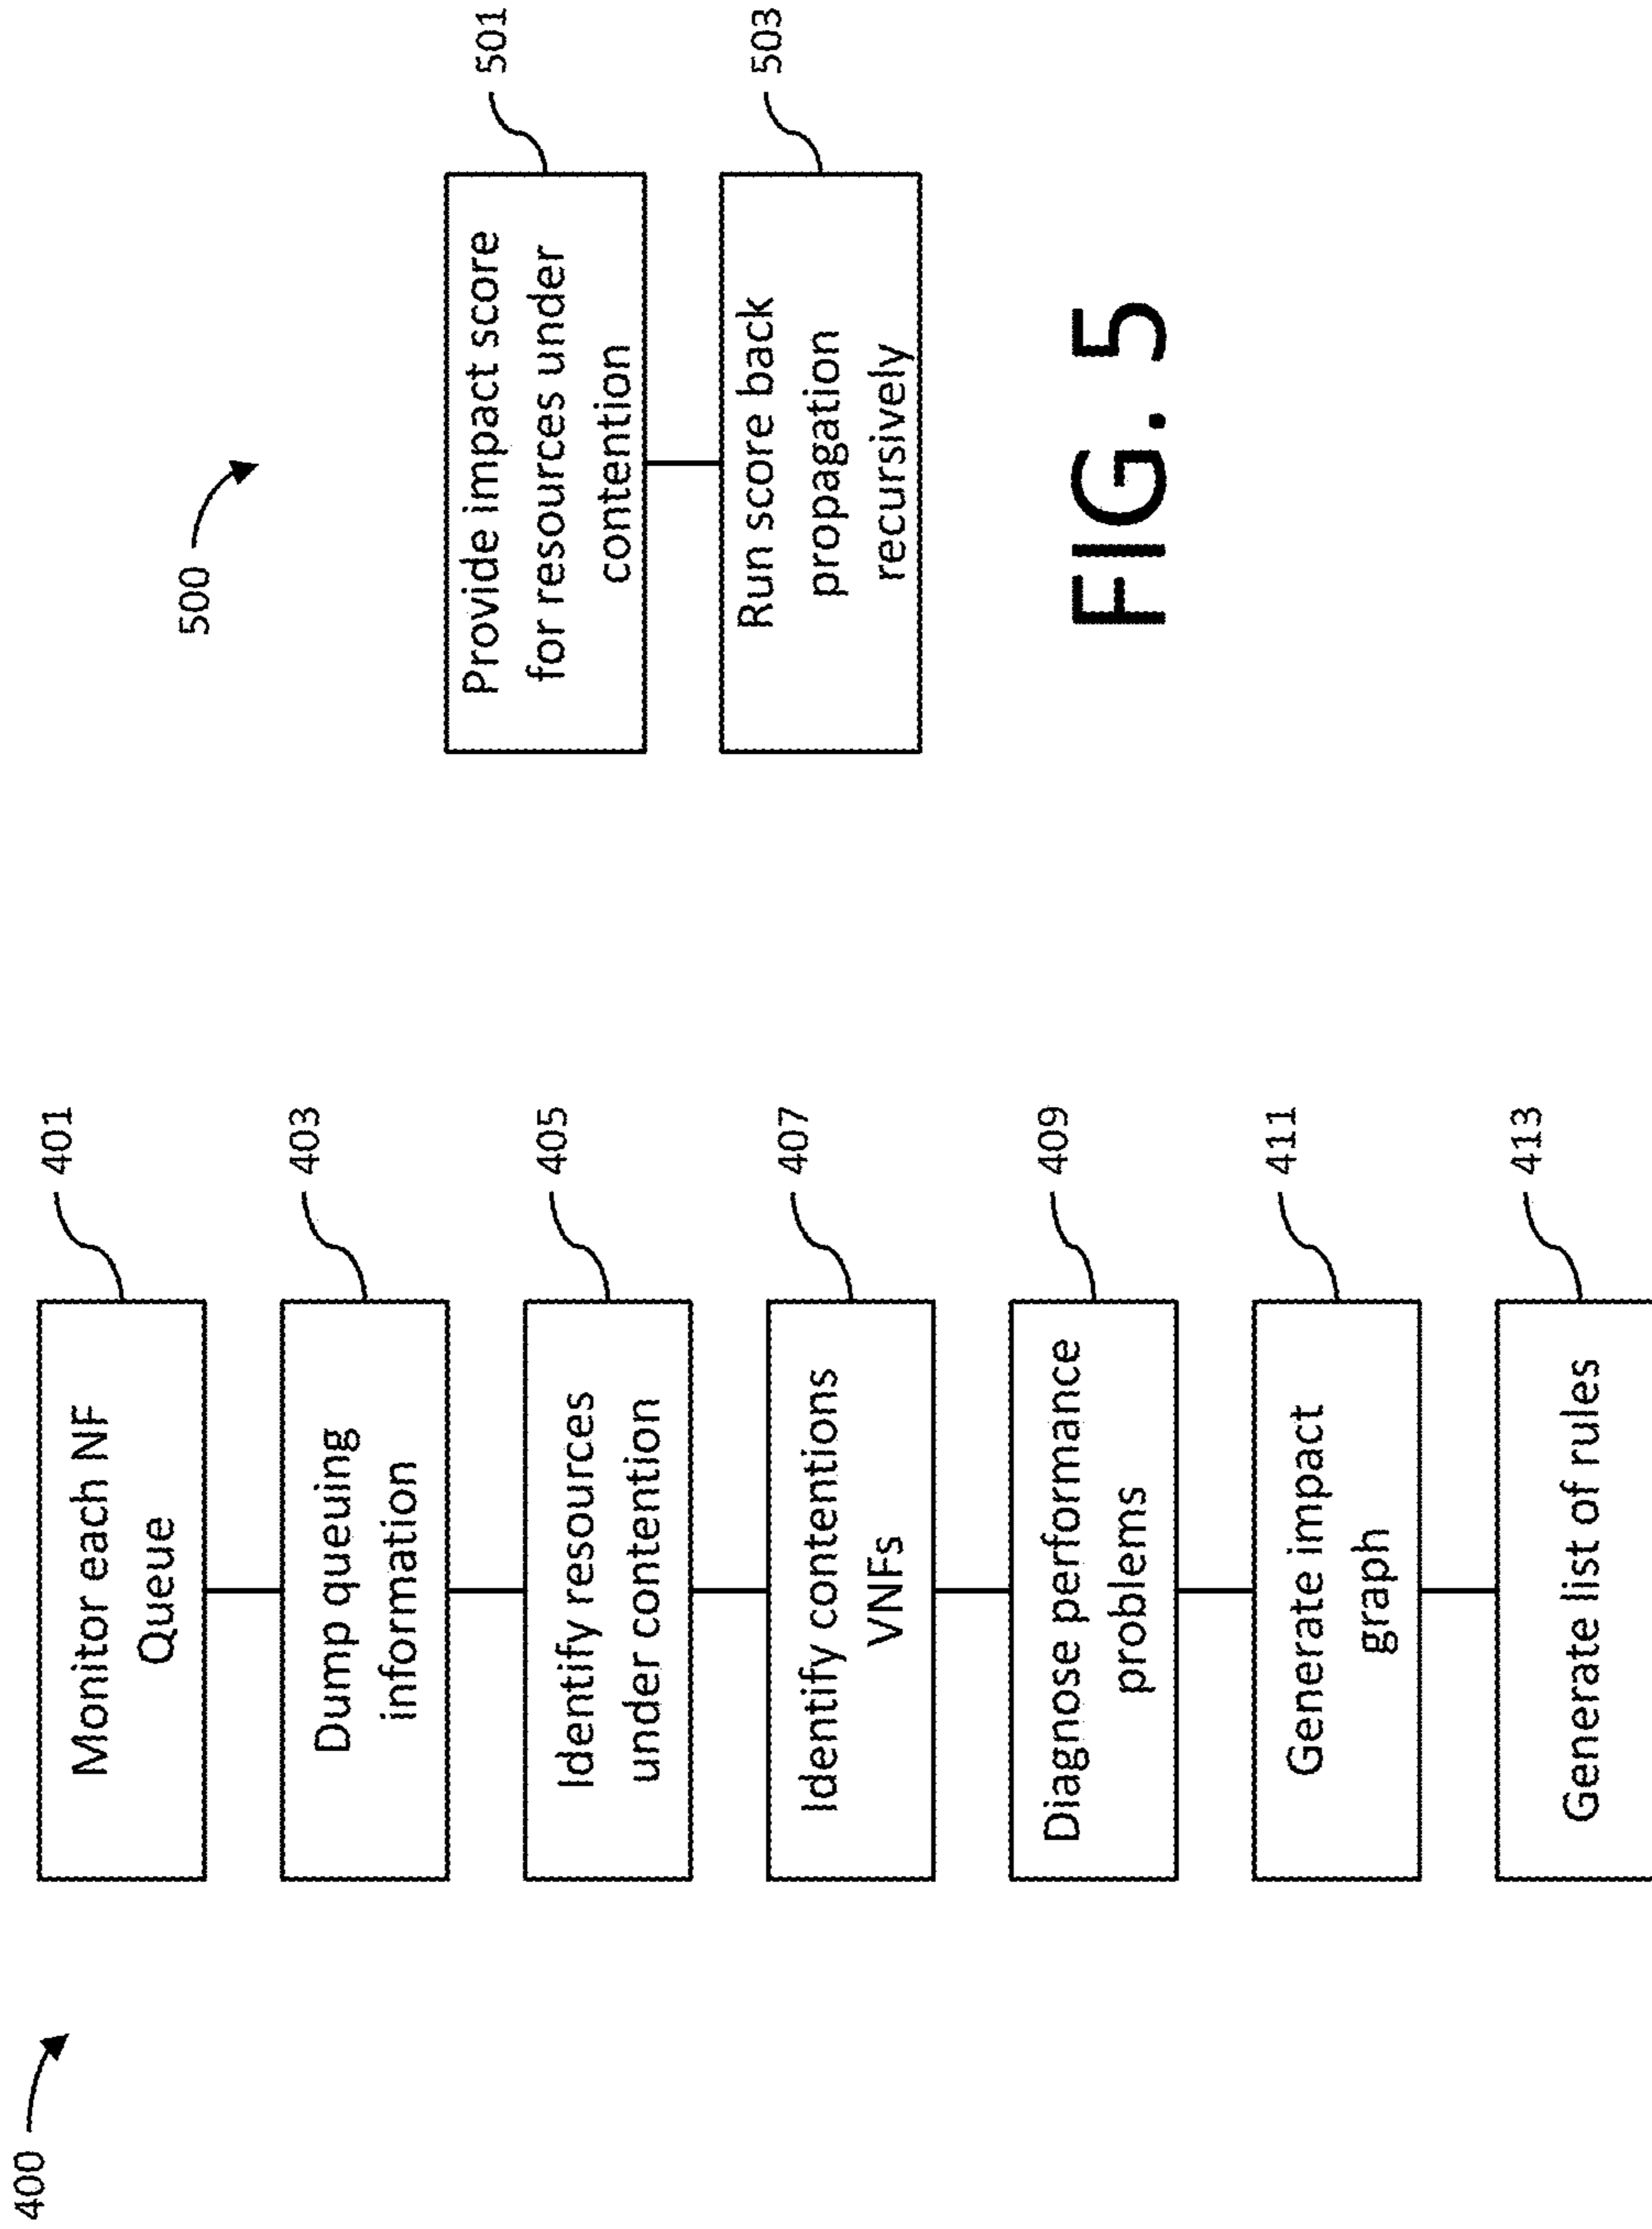 400
Monitor each NF
Queue
401
Dump queuing
information
403
Identify resources
under contention
405
Identify contentions
VNFs
407
Diagnose performance
problems
409
Generate impact
graph
411
Generate list of rules
413
500
Provide impact score
for resources under
contention
501
Run score back
propagation
recursively
503
FIG. 5